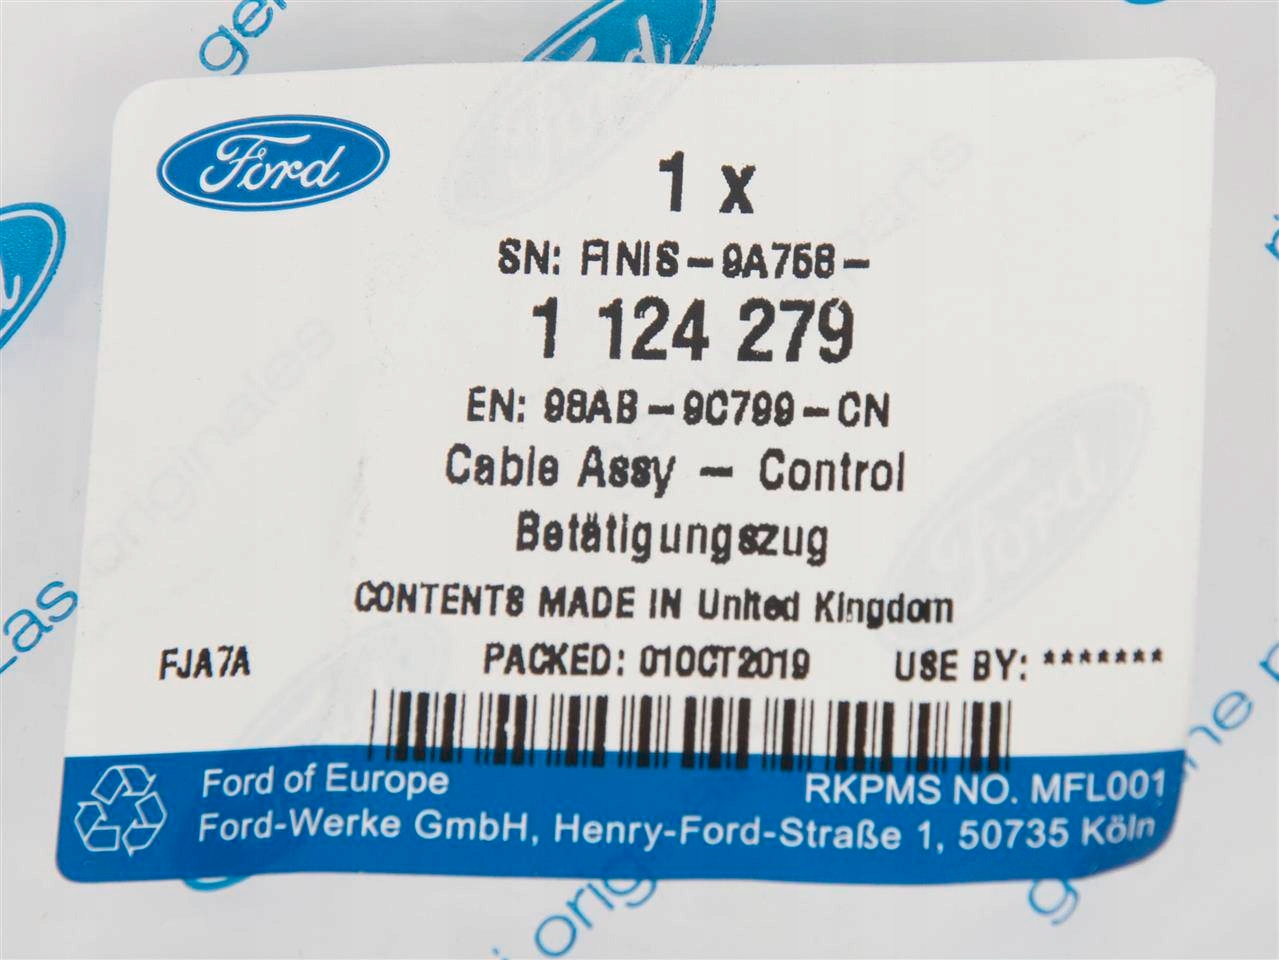 Ford
1 x
SN: FINIS-9A758-
1 124 279
EN: 98AB-9C799-CN
Cable Assy - Control
Betätigungszug
CONTENTS MADE IN United Kingdom
FJA7A PACKED: 01OCT2019 USE BY: *******
Ford of Europe RKPMS NO. MFL001
Ford-Werke GmbH, Henry-Ford-Straße 1, 50735 Köln